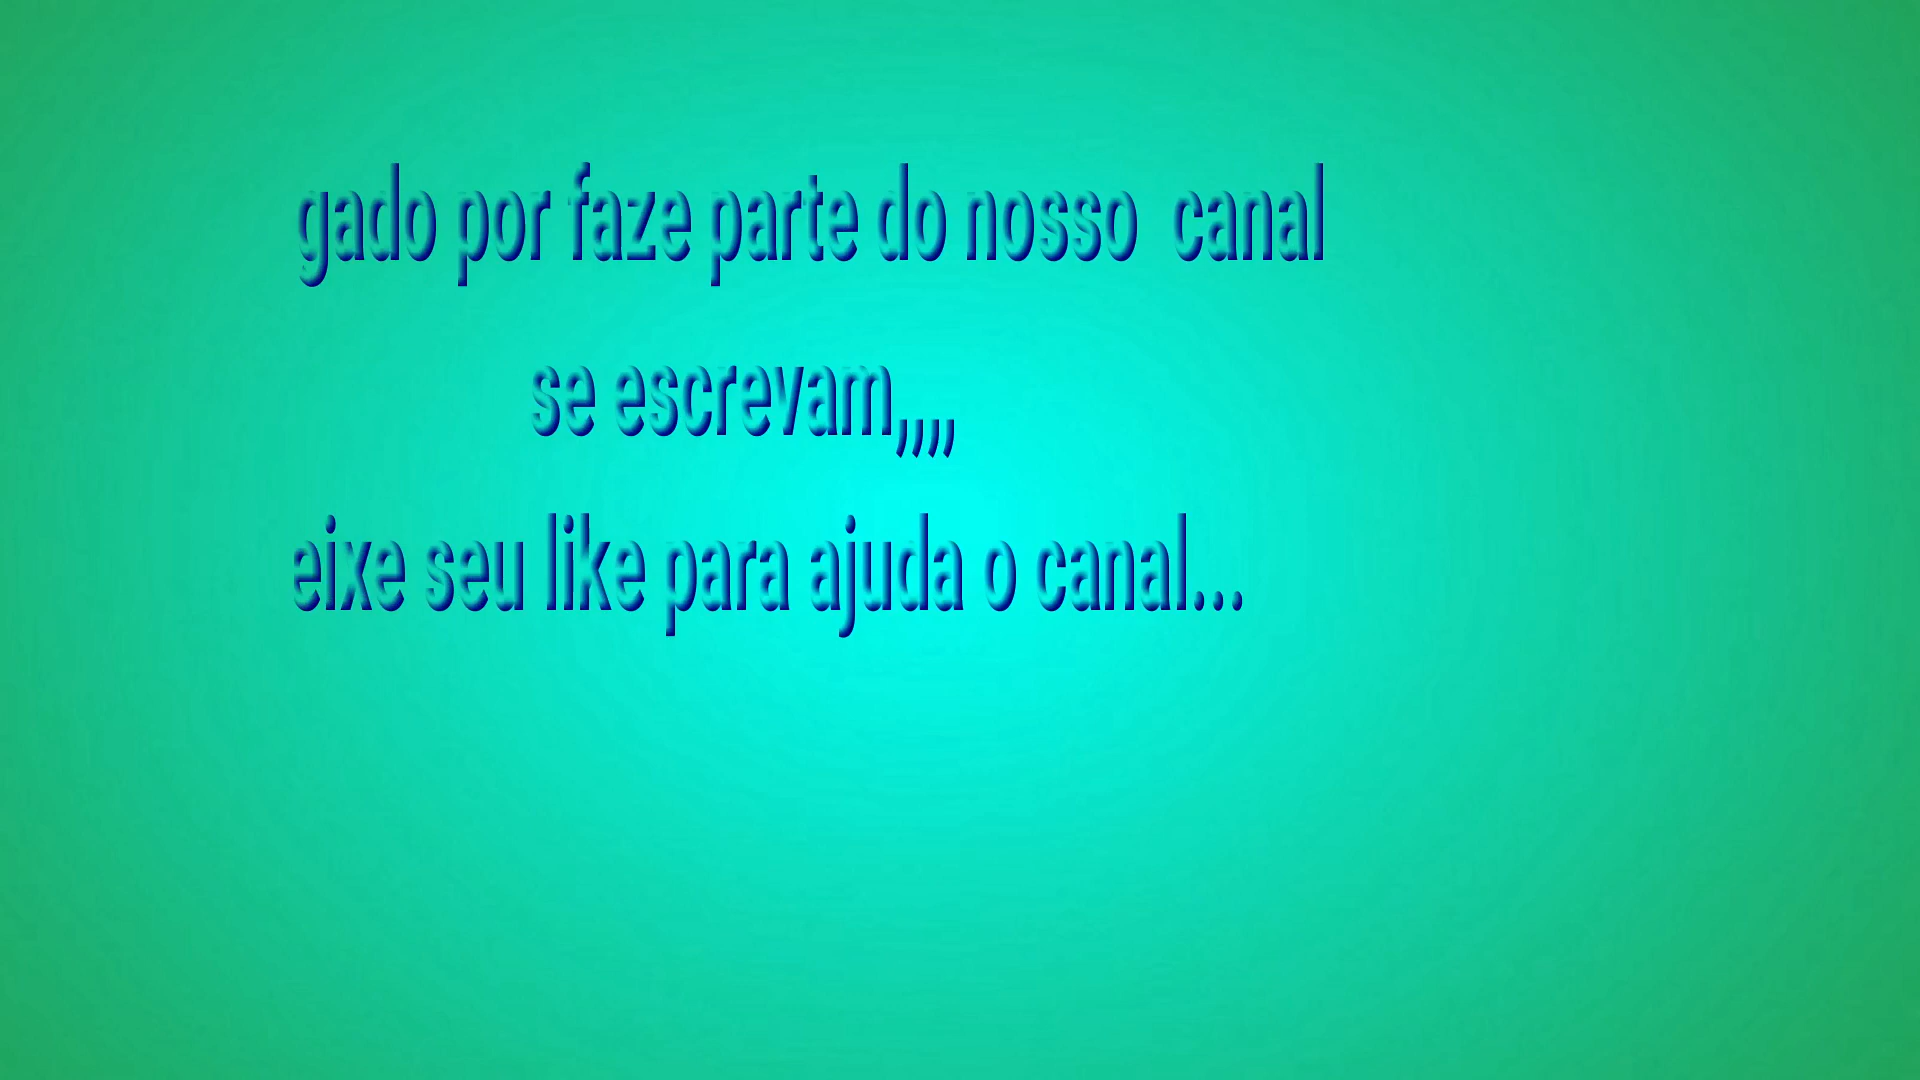 gado por faze parte do nosso canal
se escrevam,,,,
eixe seu like para ajuda o canal...